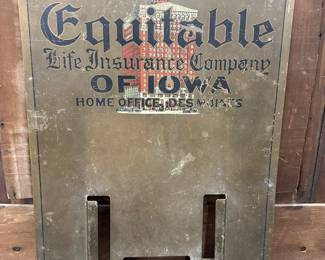 Equitable
Life Insurance Company
OF IOWA
HOME OFFICE, DES MOINES